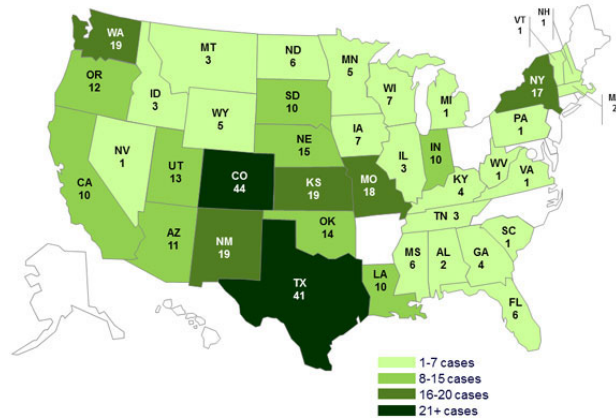 WA
19
OR
12
CA
10
NV
1
ID
3
MT
3
WY
5
UT
13
AZ
11
CO
44
NM
19
ND
6
SD
10
NE
15
KS
19
OK
14
TX
41
MN
5
IA
7
MO
18
LA
10
WI
7
IL
3
MS
6
MI
1
IN
10
KY
4
TN 3
AL
2
GA
4
FL
6
SC
1
WV
1
VA
1
PA
1
NY
17
VT
1
NH
1
2
1-7 cases
8-15 cases
16-20 cases
21+ cases